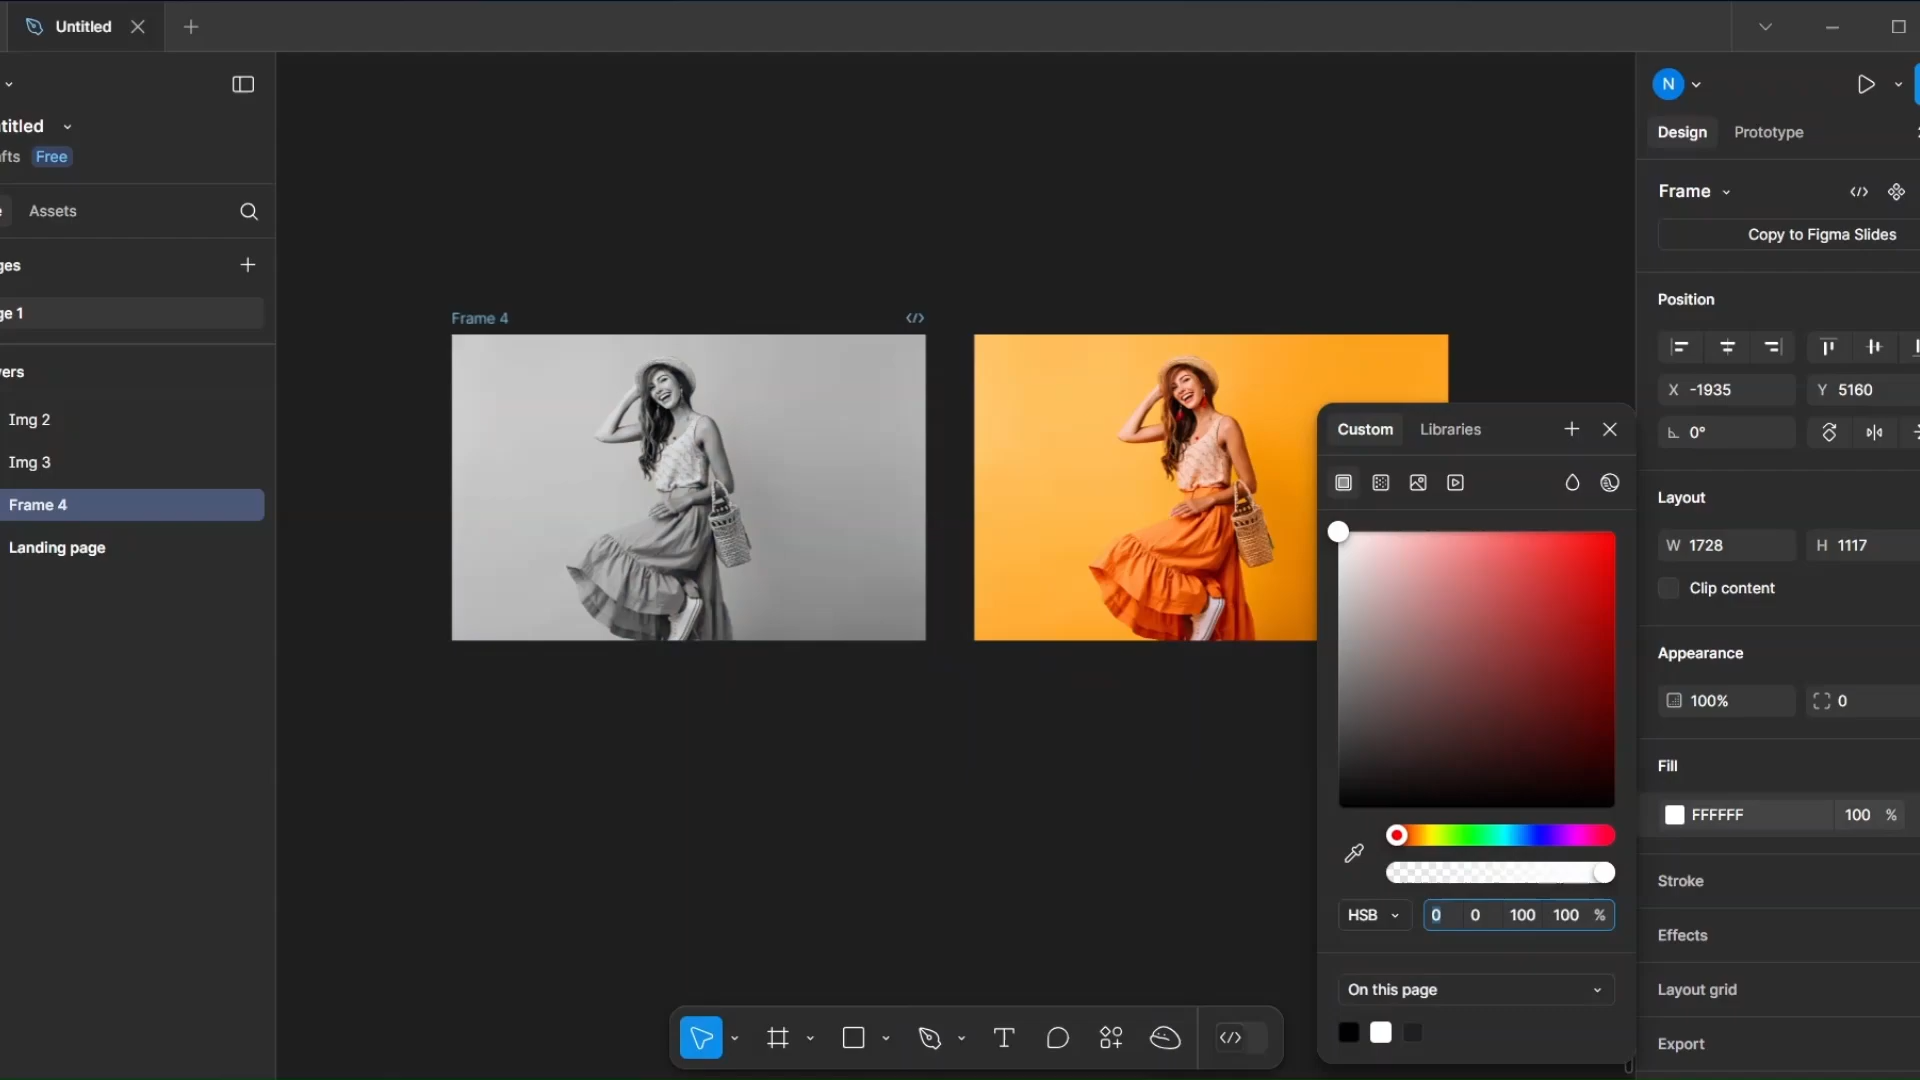 Untitled
titled
fts Free
Assets
ges
ge 1
ers
Img 2
Img 3
Frame 4
Landing page
Frame 4
Custom Libraries
HSB 0 0 100 100 %
On this page
N
Design Prototype
Frame
Copy to Figma Slides
Position
X -1935 Y 5160
0°
Layout
W 1728 H 1117
Clip content
Appearance
100% 0
Fill
FFFFFF 100 %
Stroke
Effects
Layout grid
Export